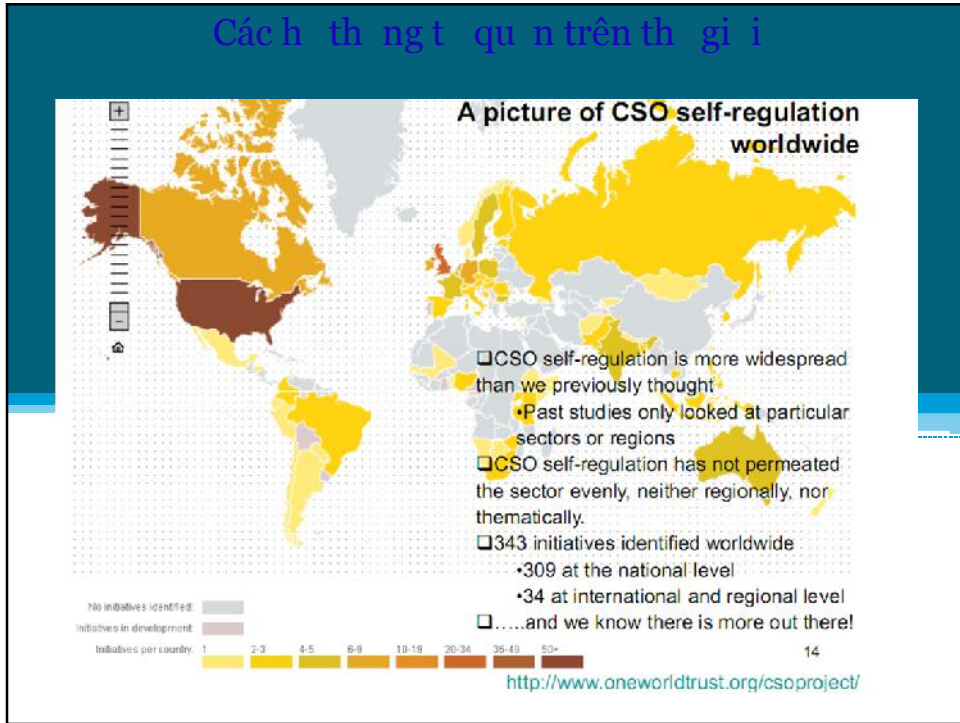 Các h th ng t qu n trên th gi i
A picture of CSO self-regulation
worldwide
+
−
❑CSO self-regulation is more widespread
than we previously thought
•Past studies only looked at particular
sectors or regions
❑CSO self-regulation has not permeated
the sector evenly, neither regionally, nor
thematically.
❑343 initiatives identified worldwide
•309 at the national level
•34 at international and regional level
❑…..and we know there is more out there!
No initiatives identified:
Initiatives in development:
Initiatives per country: 1 2-3 4-5 6-9 10-19 20-34 35-49 50+
14
http://www.oneworldtrust.org/csoproject/